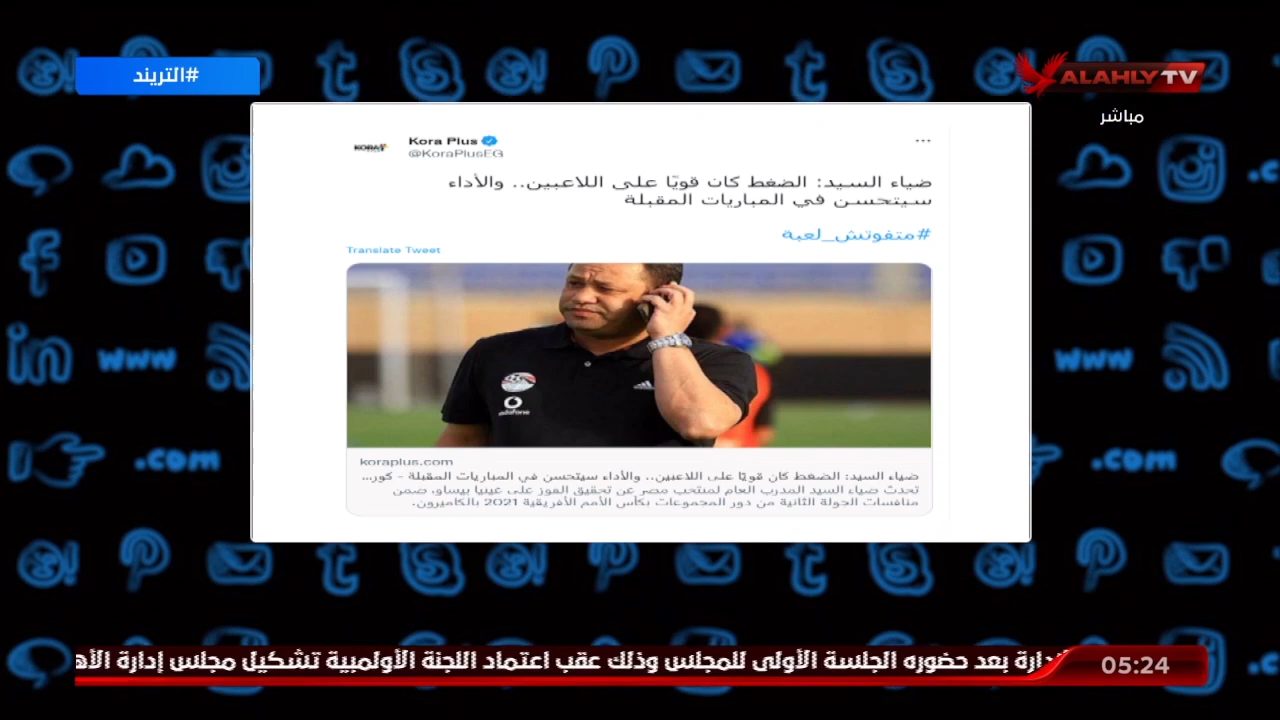 #التريند
ALAHLY TV
مباشر
Kora Plus
@KoraPlusEG
ضياء السيد: الضغط كان قويًا على اللاعبين.. والأداء
سيتحسن في المباريات المقبلة
#متفوتش_لعبة
Translate Tweet
vodafone
koraplus.com
ضياء السيد: الضغط كان قويًا على اللاعبين.. والأداء سيتحسن في المباريات المقبلة - كور...
تحدث ضياء السيد المدرب العام لمنتخب مصر عن تحقيق الفوز على غينيا بيساو، ضمن
منافسات الجولة الثانية من دور المجموعات بكأس الأمم الأفريقية 2021 بالكاميرون.
بعد حضوره الجلسة الأولى للمجلس وذلك عقب اعتماد اللجنة الأولمبية تشكيل مجلس إدارة
05:24